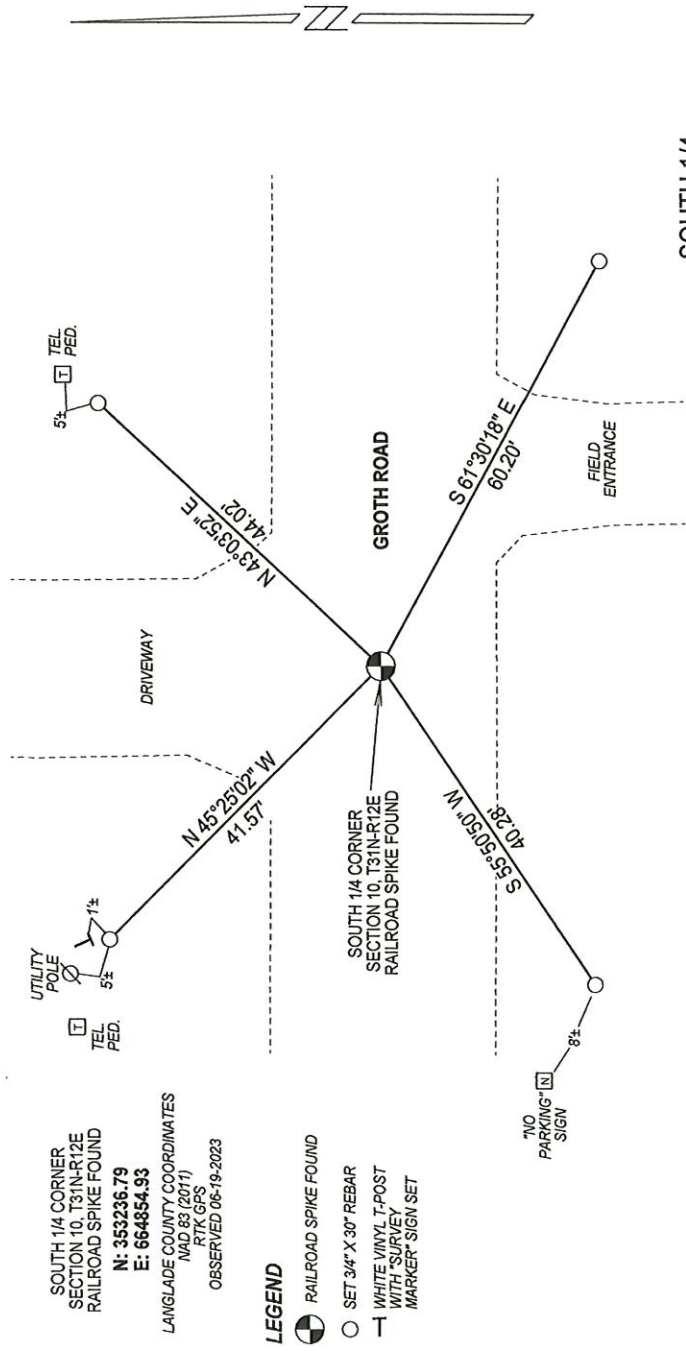 SOUTH 1/4 CORNER
SECTION 10, T31N-R12E
RAILROAD SPIKE FOUND
N: 353236.79
E: 664854.93
LANGLADE COUNTY COORDINATES
NAD 83 (2011)
RTK GPS
OBSERVED 06-19-2023
LEGEND
RAILROAD SPIKE FOUND
SET 3/4" X 30" REBAR
T WHITE VINYL T-POST
WITH "SURVEY
MARKER" SIGN SET
UTILITY
POLE
T
TEL.
PED.
5'±
1'±
N 45°25'02" W
41.57'
DRIVEWAY
5'±
T TEL.
PED.
N 43°03'52" E
44.02'
GROTH ROAD
SOUTH 1/4 CORNER
SECTION 10, T31N-R12E
RAILROAD SPIKE FOUND
S 55°50'50" W
40.28'
"NO
PARKING"
SIGN
N
8'±
S 61°30'18" E
60.20'
FIELD
ENTRANCE
N
SOUTH 1/4